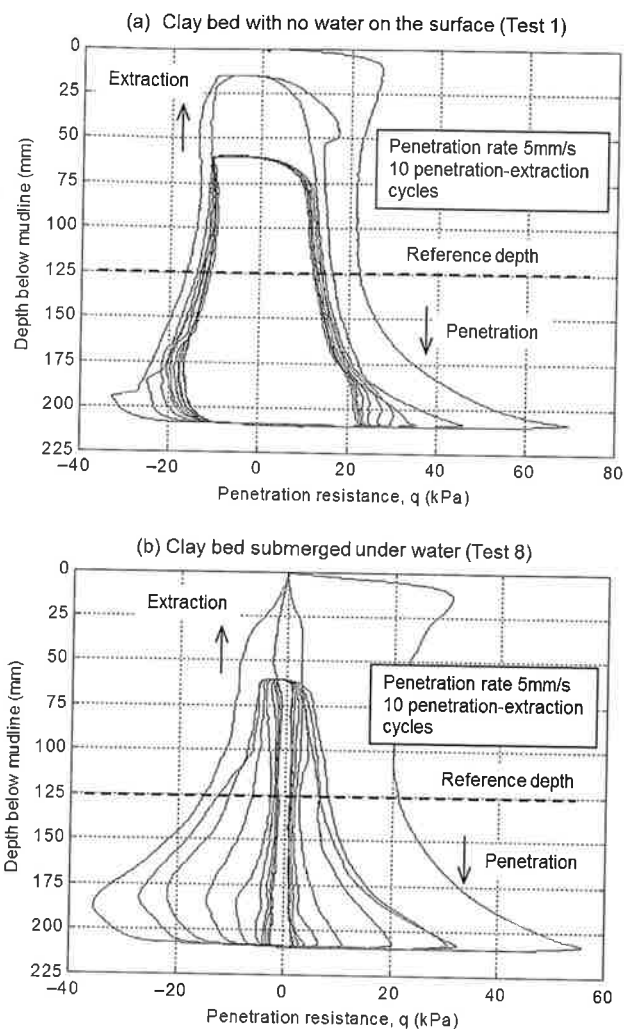 (a) Clay bed with no water on the surface (Test 1)
0
25
50
75
100
125
150
175
200
225
Depth below mudline (mm)
Extraction
Penetration rate 5mm/s
10 penetration-extraction
cycles
Reference depth
Penetration
–40 –20 0 20 40 60 80
Penetration resistance, q (kPa)
(b) Clay bed submerged under water (Test 8)
0
25
50
75
100
125
150
175
200
225
Depth below mudline (mm)
Extraction
Penetration rate 5mm/s
10 penetration-extraction
cycles
Reference depth
Penetration
–40 –20 0 20 40 60
Penetration resistance, q (kPa)